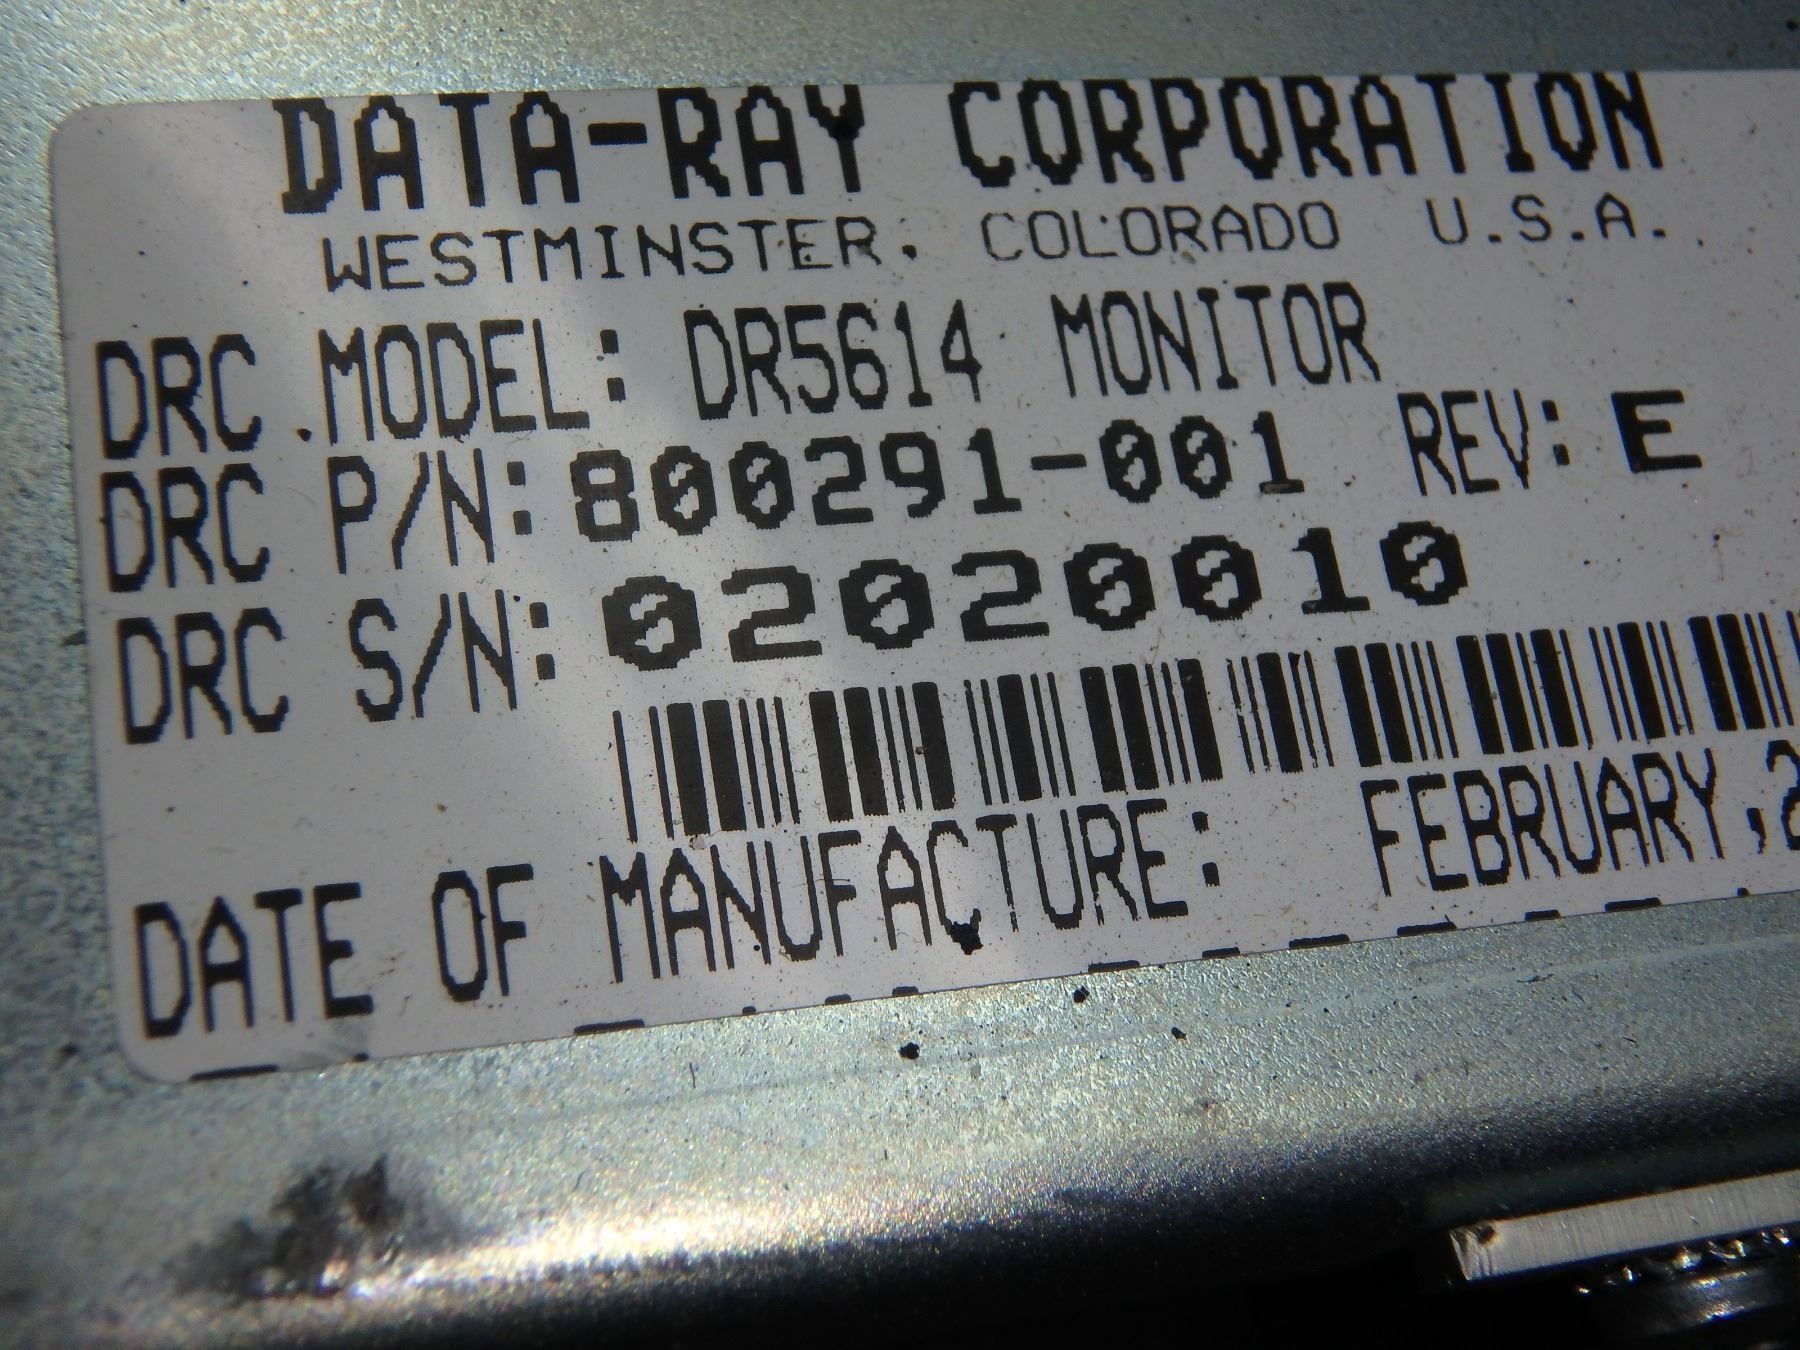 DATA-RAY CORPORATION
WESTMINSTER, COLORADO U.S.A.
DRC MODEL: DR5614 MONITOR
DRC P/N: 800291-001 REV: E
DRC S/N: 02020010
DATE OF MANUFACTURE: FEBRUARY,2